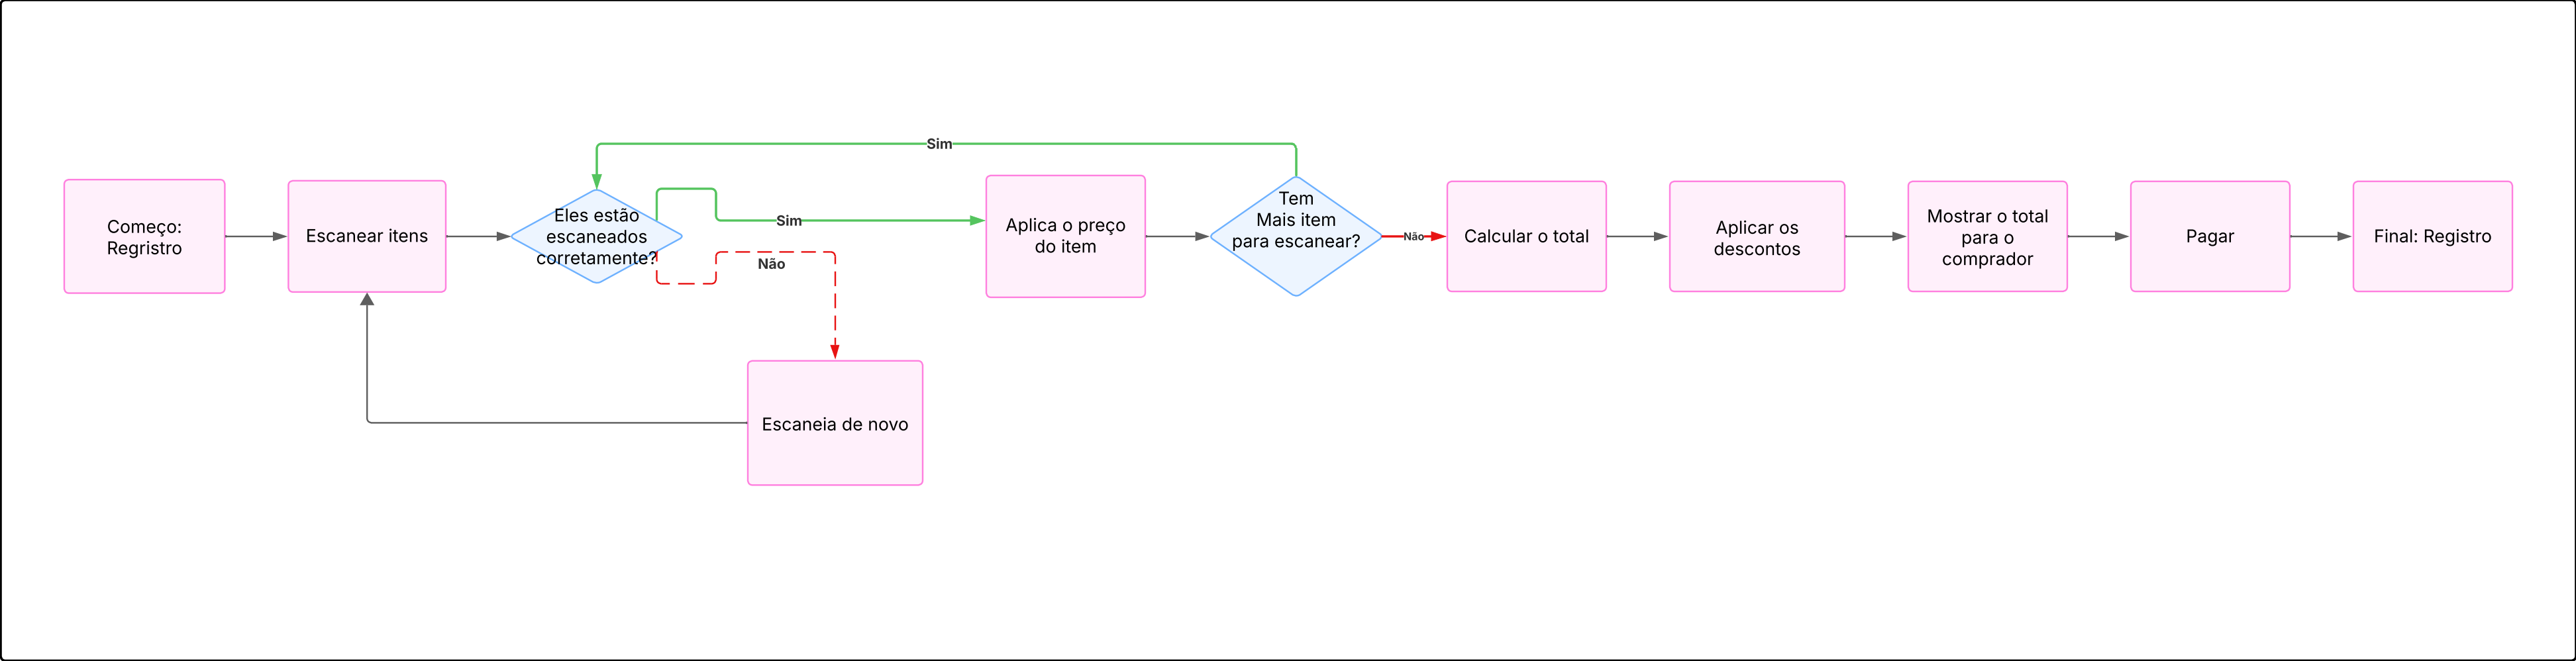 Começo:
Regristro
Escanear itens
Eles estão
escaneados
corretamente?
Sim
Sim
Não
Escaneia de novo
Aplica o preço
do item
Tem
Mais item
para escanear?
Não
Calcular o total
Aplicar os
descontos
Mostrar o total
para o
comprador
Pagar
Final: Registro